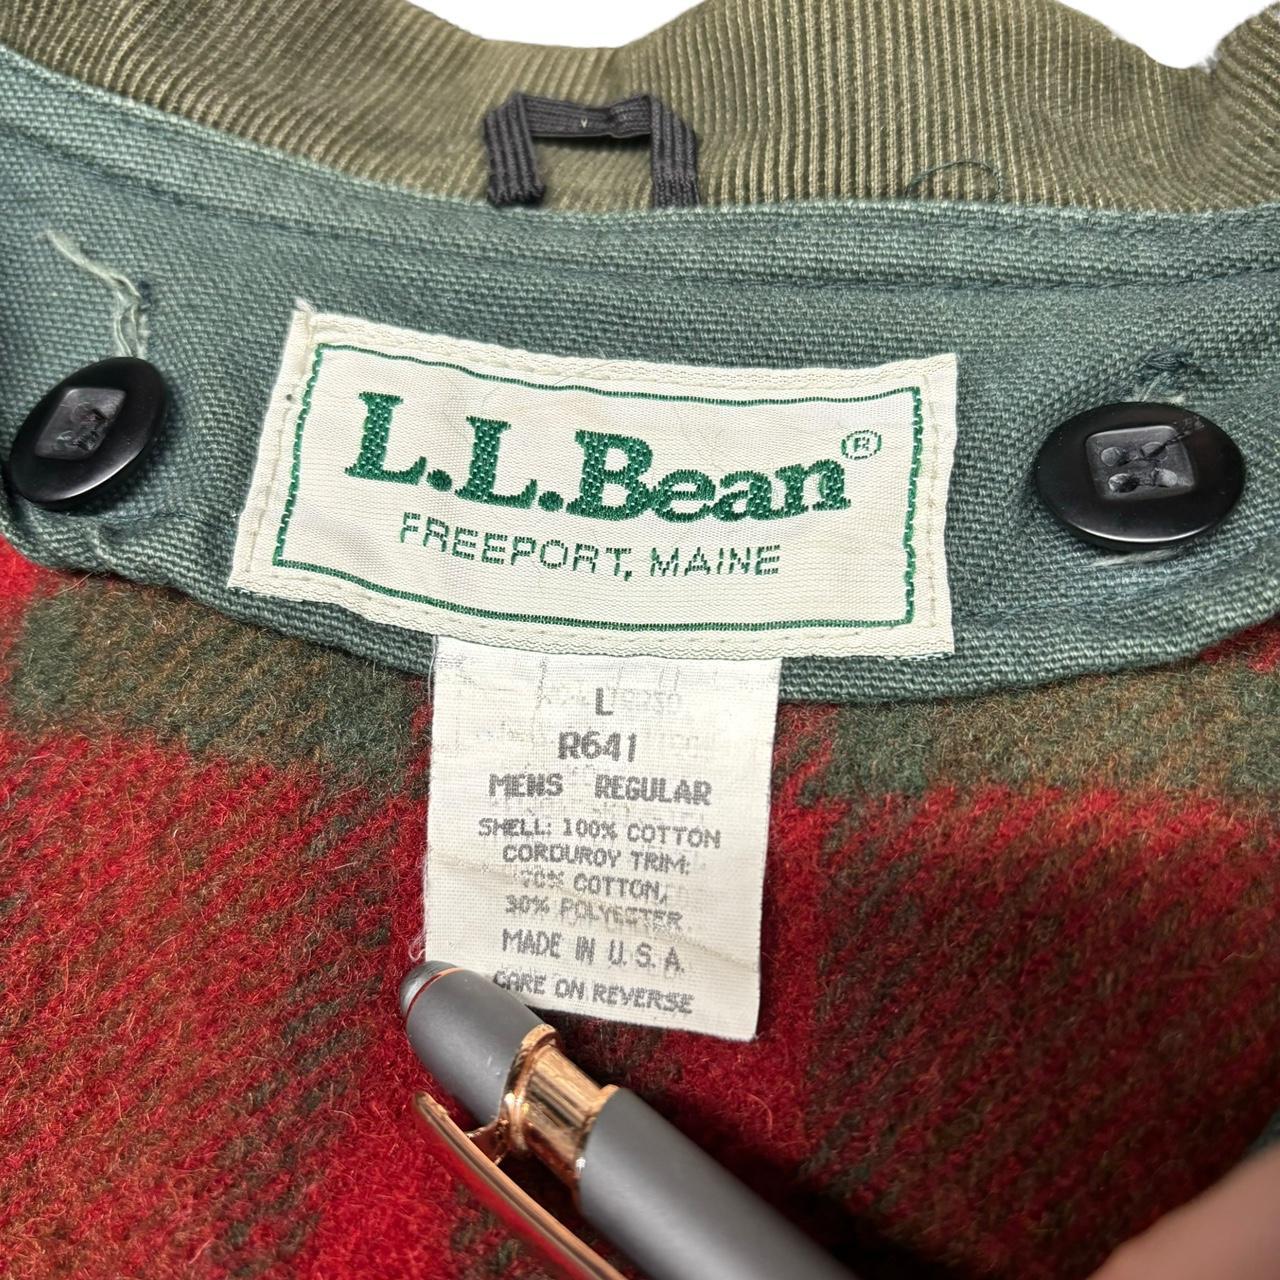 L.L.Bean®
FREEPORT, MAINE
L
R641
MENS REGULAR
SHELL: 100% COTTON
CORDUROY TRIM:
70% COTTON,
30% POLYESTER
MADE IN U.S.A.
CARE ON REVERSE